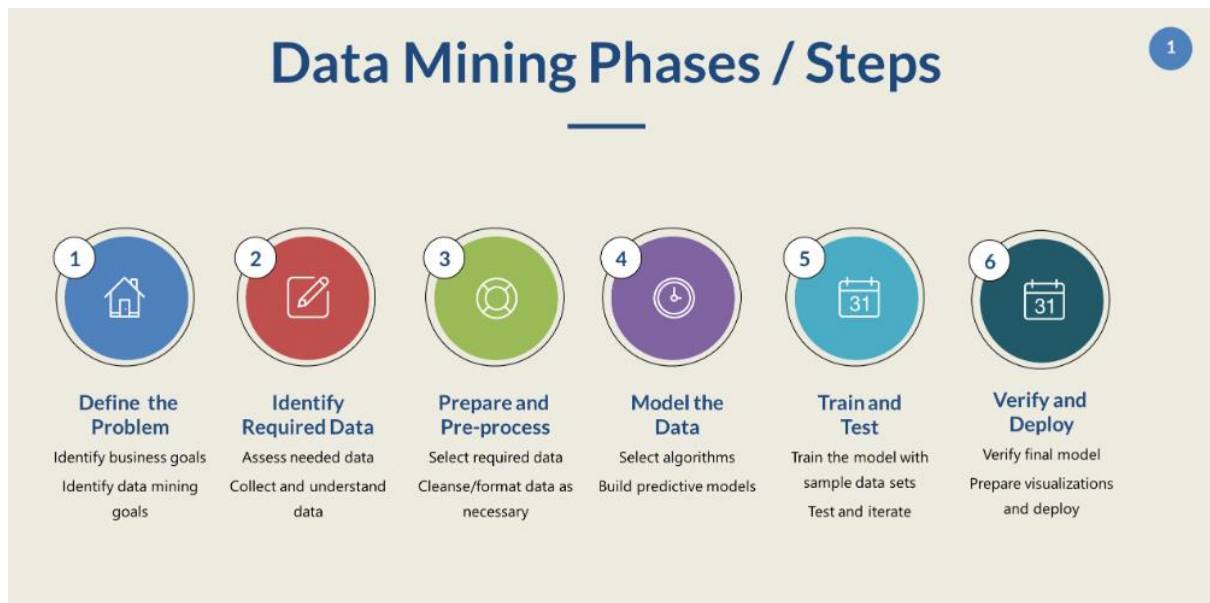 Data Mining Phases / Steps
1
1
Define the
Problem
Identify business goals
Identify data mining
goals
2
Identify
Required Data
Assess needed data
Collect and understand
data
3
Prepare and
Pre-process
Select required data
Cleanse/format data as
necessary
4
Model the
Data
Select algorithms
Build predictive models
5
31
Train and
Test
Train the model with
sample data sets
Test and iterate
6
31
Verify and
Deploy
Verify final model
Prepare visualizations
and deploy